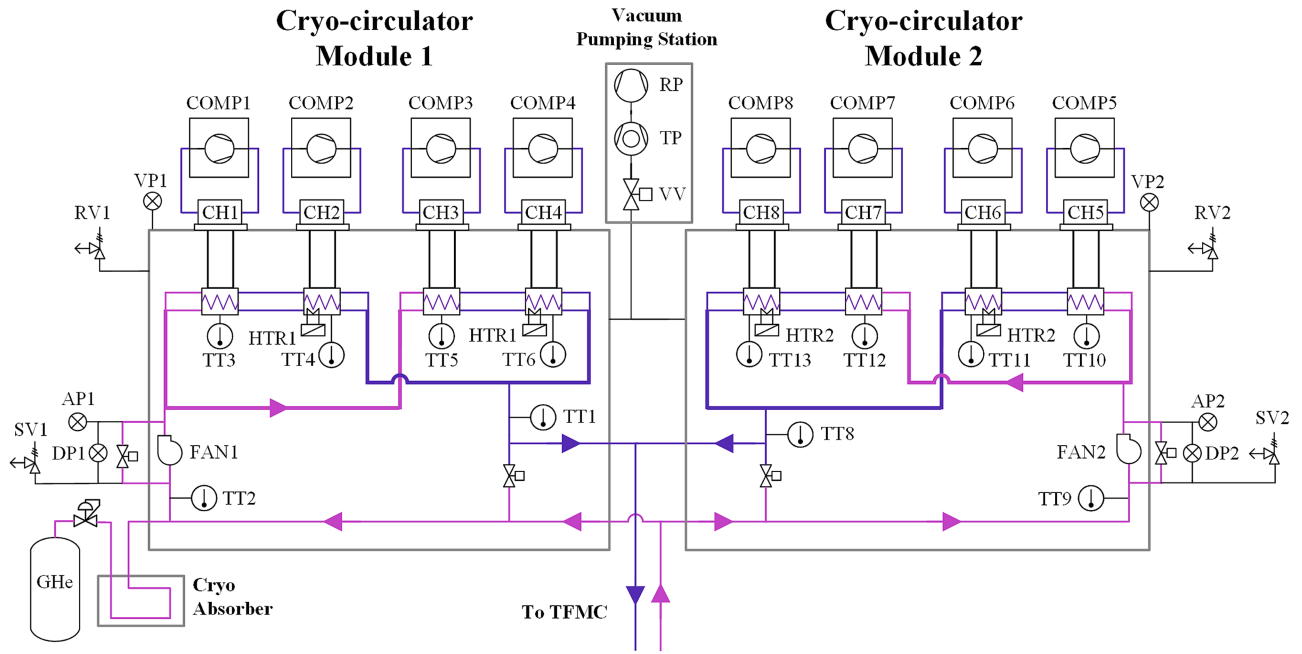 Cryo-circulator
Module 1
Vacuum
Pumping Station
Cryo-circulator
Module 2
COMP1
COMP2
COMP3
COMP4
RP
TP
VV
COMP8
COMP7
COMP6
COMP5
VP1
RV1
CH1
CH2
CH3
CH4
CH8
CH7
CH6
CH5
VP2
RV2
TT3
HTR1
TT4
TT5
HTR1
TT6
TT13
HTR2
TT12
TT11
HTR2
TT10
AP1
SV1
DP1
FAN1
TT1
TT8
FAN2
AP2
SV2
DP2
TT2
TT9
GHe
Cryo
Absorber
To TFMC